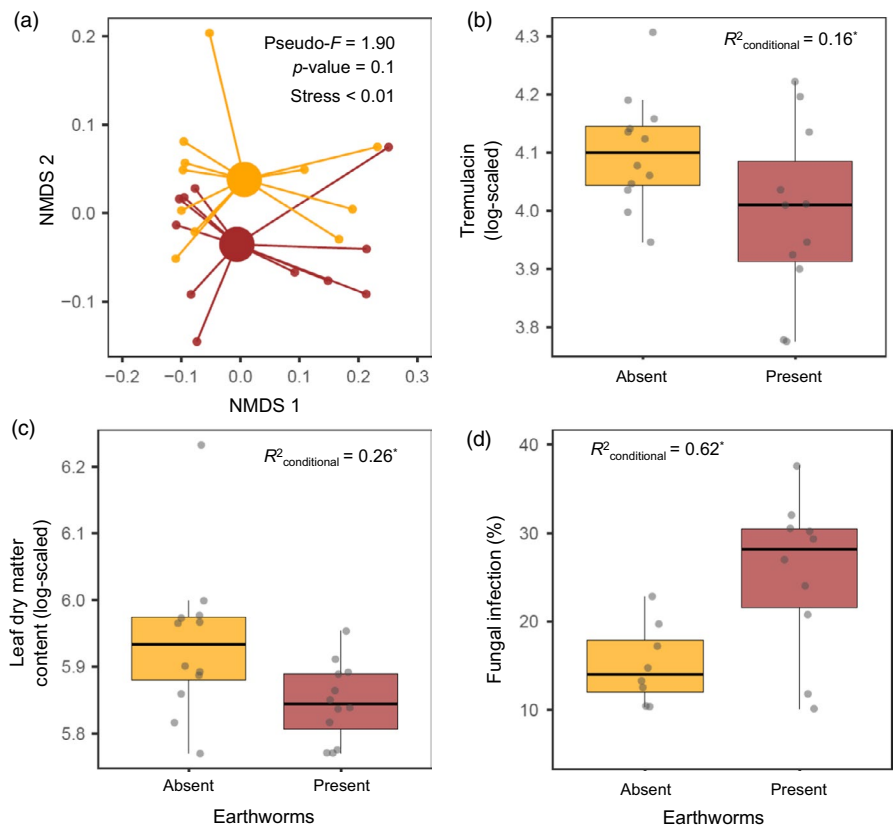 (a)
Pseudo-F = 1.90
p-value = 0.1
Stress < 0.01
0.2
0.1
0.0
−0.1
NMDS 2
−0.2
−0.1
0.0
0.1
0.2
0.3
NMDS 1
(b)
R²conditional = 0.16*
4.3
4.2
4.1
4.0
3.9
3.8
Tremulacin
(log-scaled)
Absent
Present
(c)
R²conditional = 0.26*
6.2
6.1
6.0
5.9
5.8
Leaf dry matter
content (log-scaled)
Absent
Present
Earthworms
(d)
R²conditional = 0.62*
40
30
20
10
Fungal infection (%)
Absent
Present
Earthworms